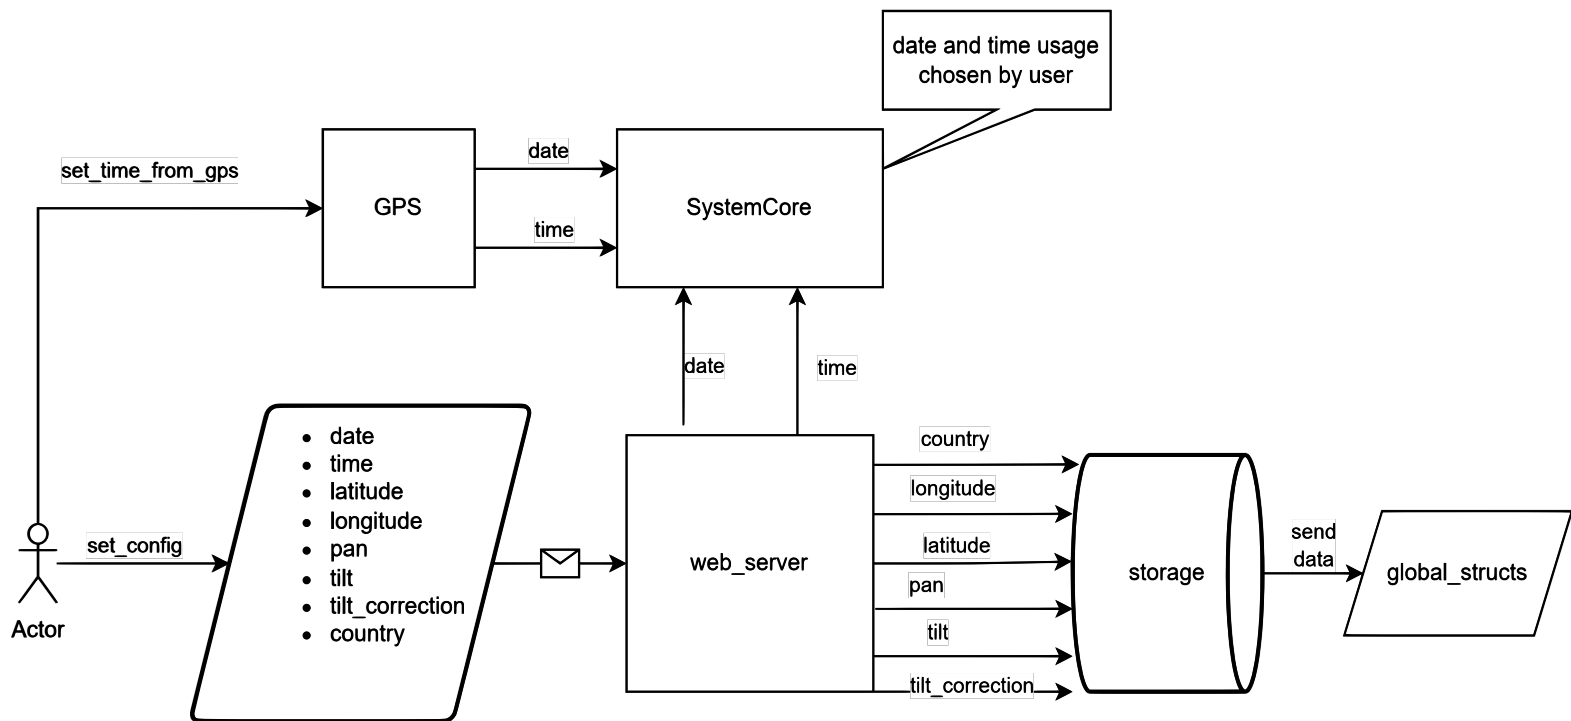 date and time usage
chosen by user
set_time_from_gps
date
GPS
SystemCore
time
date
time
• date
• time
• latitude
• longitude
• pan
• tilt
• tilt_correction
• country
set_config
Actor
web_server
country
longitude
latitude
pan
tilt
tilt_correction
storage
send
data
global_structs